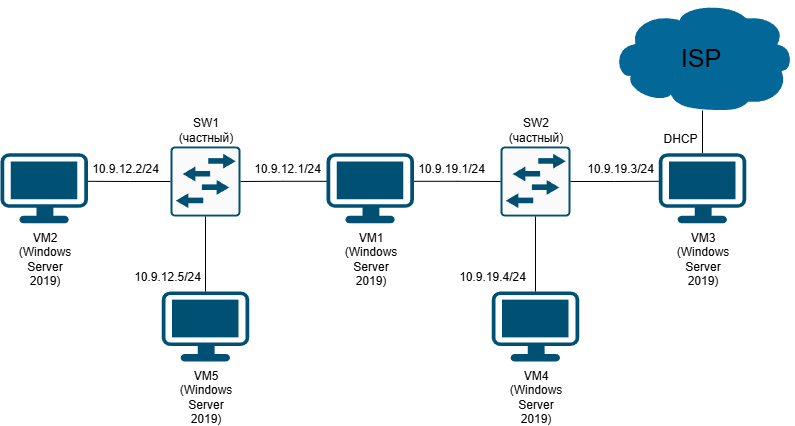 ISP
SW1
(частный)
SW2
(частный)
DHCP
10.9.12.2/24
10.9.12.1/24
10.9.19.1/24
10.9.19.3/24
VM2
(Windows
Server
2019)
VM1
(Windows
Server
2019)
VM3
(Windows
Server
2019)
10.9.12.5/24
10.9.19.4/24
VM5
(Windows
Server
2019)
VM4
(Windows
Server
2019)